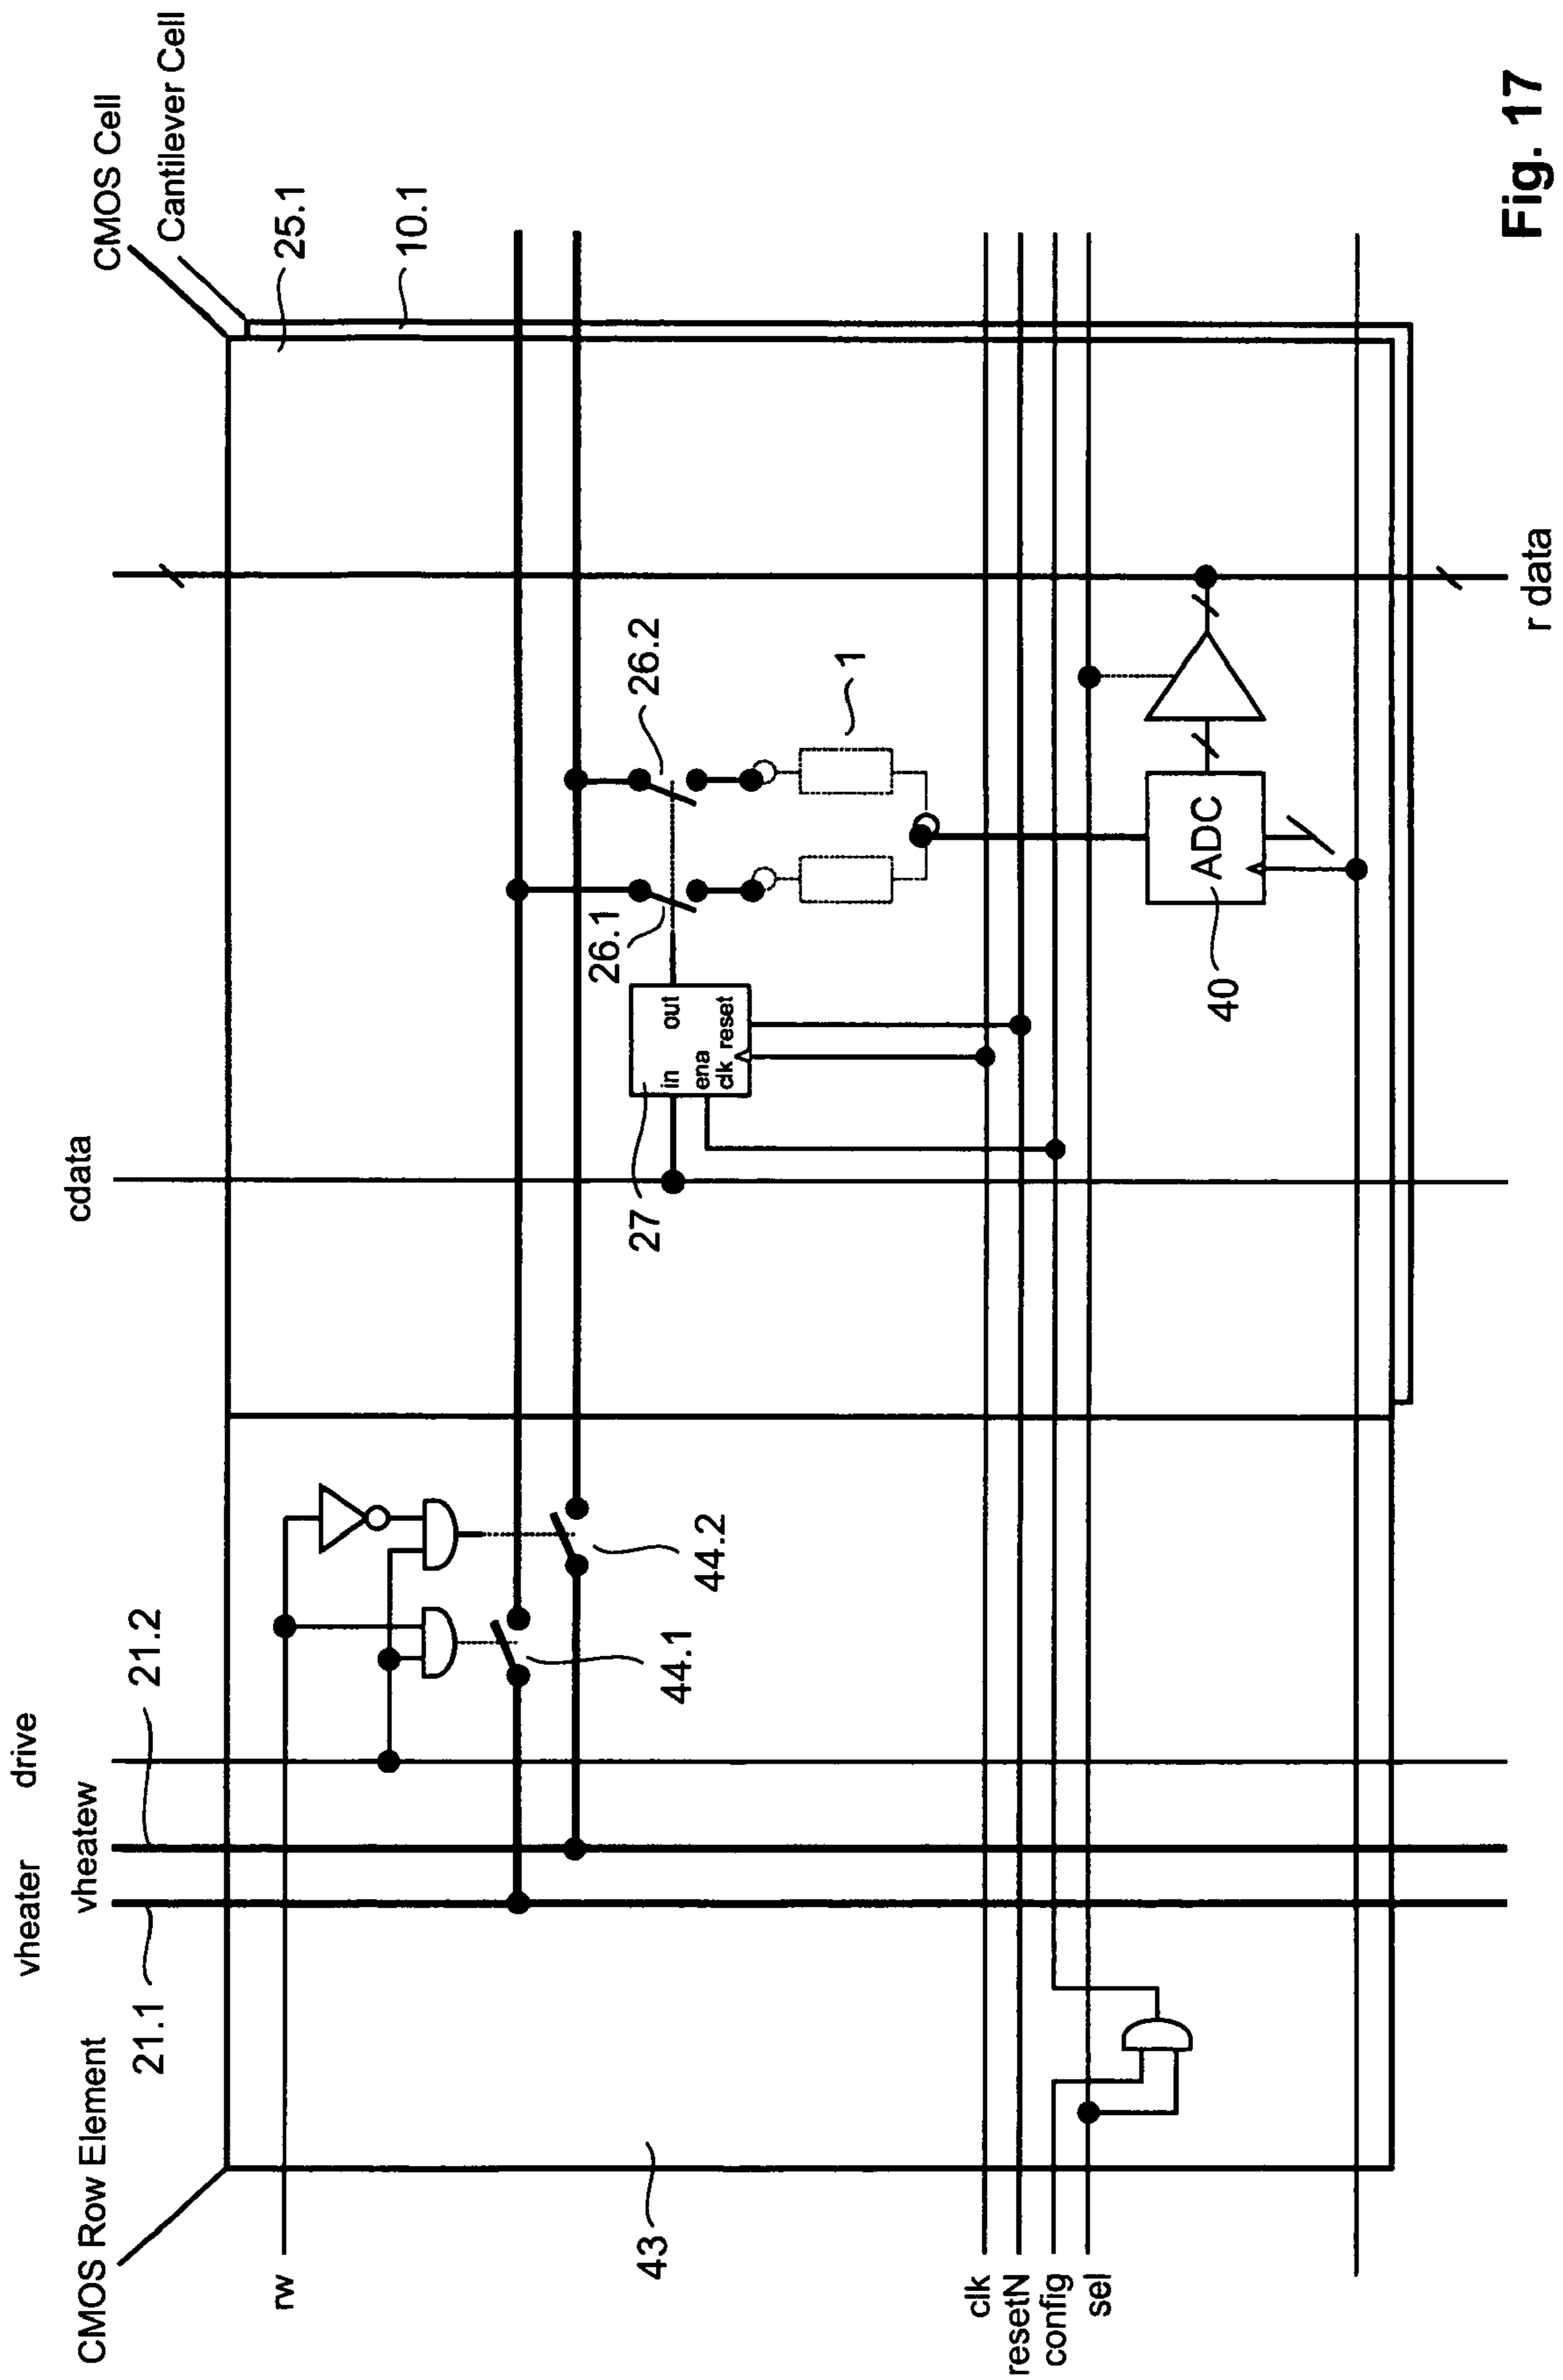 CMOS Row Element
vheater
drive
vheatew
cdata
CMOS Cell
Cantilever Cell
21.1
21.2
25.1
10.1
rw
44.1
44.2
43
27
in
out
ena
clk reset
26.1
26.2
1
clk
resetN
config
sel
40
ADC
r data
Fig. 17